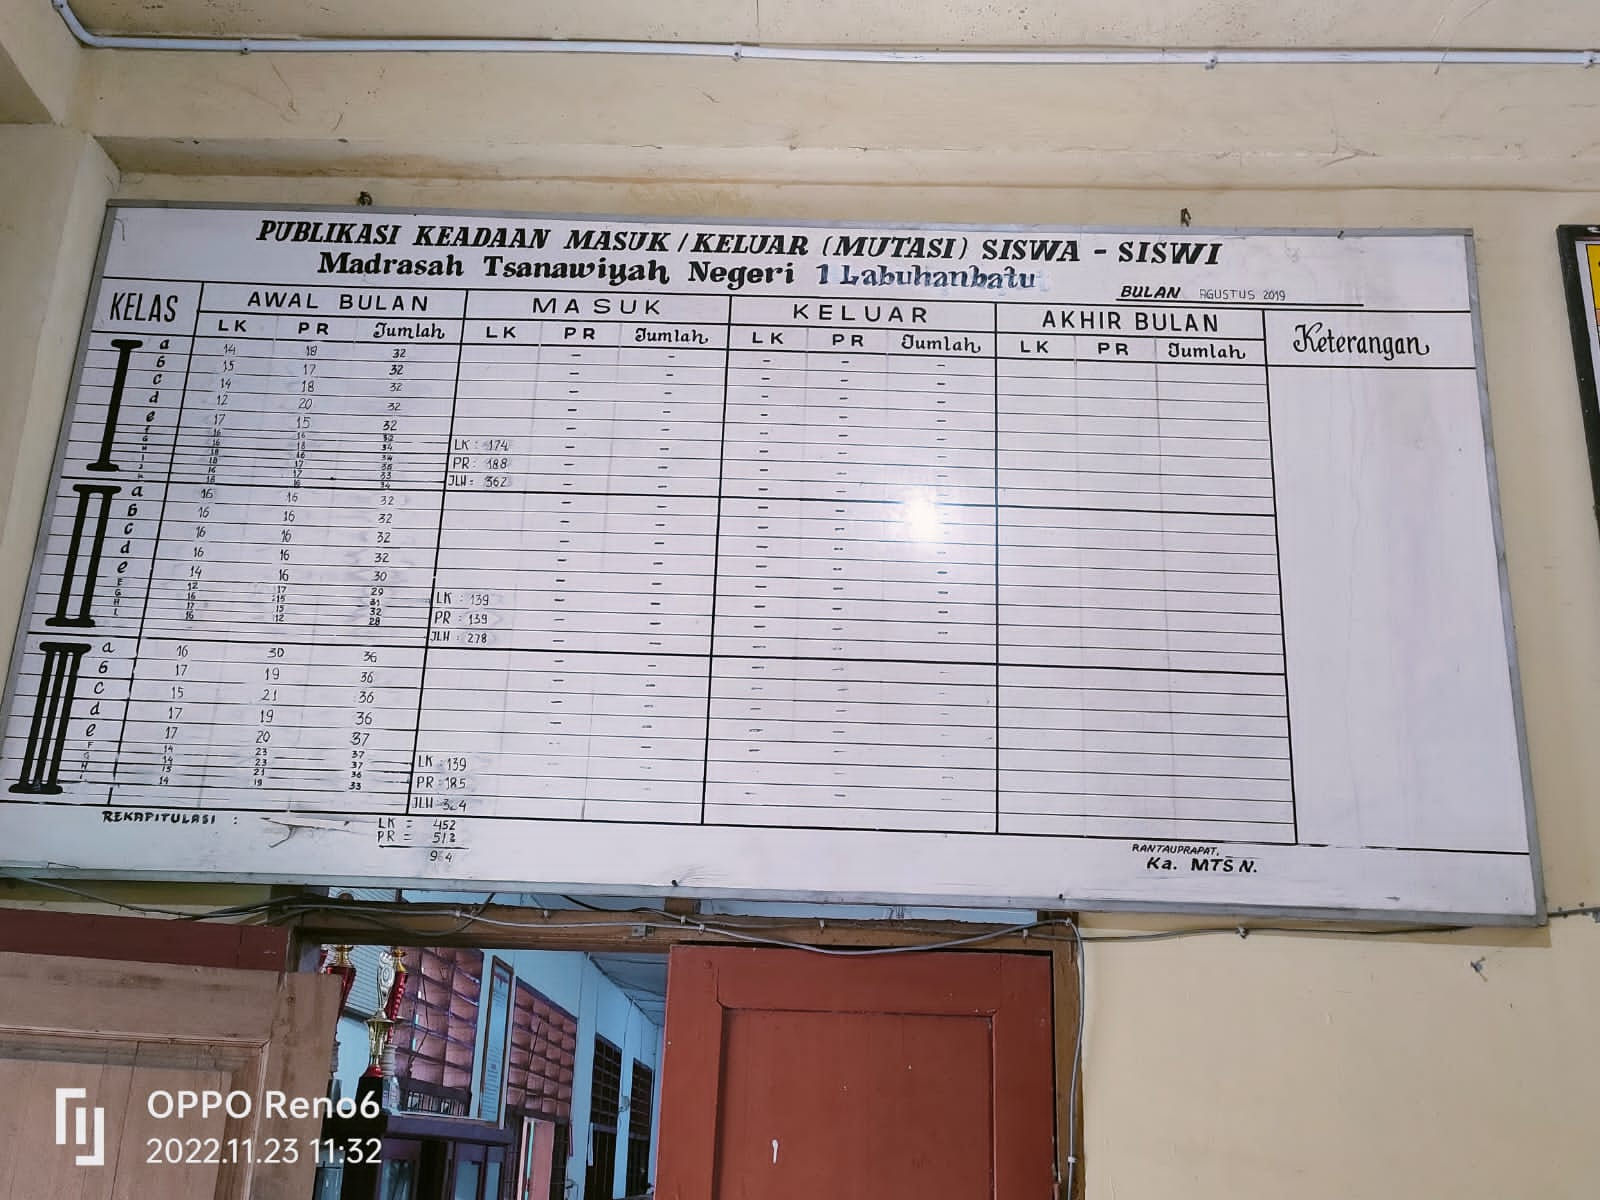 PUBLIKASI KEADAAN MASUK / KELUAR (MUTASI) SISWA - SISWI
Madrasah Tsanawiyah Negeri 1 Labuhanbatu
BULAN AGUSTUS 2019
KELAS AWAL BULAN MASUK KELUAR AKHIR BULAN Keterangan
LK PR Jumlah LK PR Jumlah LK PR Jumlah LK PR Jumlah
I a 14 18 32 - - - - -
b 15 17 32 - - - - -
c 14 18 32 - - - - -
d 12 20 32 - - - - -
e 17 15 32 - - - - -
f 16 16 32
G 16 18 34 LK : 174
H 18 16 34
I 18 17 35 PR : 188
J 16 17 33
18 16 34 JLH : 362
II a 16 16 32 - - - - -
b 16 16 32 - - - - -
c 16 16 32 - - - - -
d 16 16 32 - - - - -
e 14 16 30 - - - - -
F 12 17 29
G 16 15 31 LK : 139
H 17 15 32
I 16 12 28 PR : 139
JLH : 278
III a 16 30 36 - - - - -
b 17 19 36 - - - - -
c 15 21 36 - - - - -
d 17 19 36 - - - - -
e 17 20 37 - - - - -
F 14 23 37
G 14 23 37 LK : 139
H 15 21 36
14 19 33 PR : 185
JLH
REKAPITULASI :
LK = 452
PR =
RANTAUPRAPAT,
Ka. MTS N.
OPPO Reno6
2022.11.23 11:32